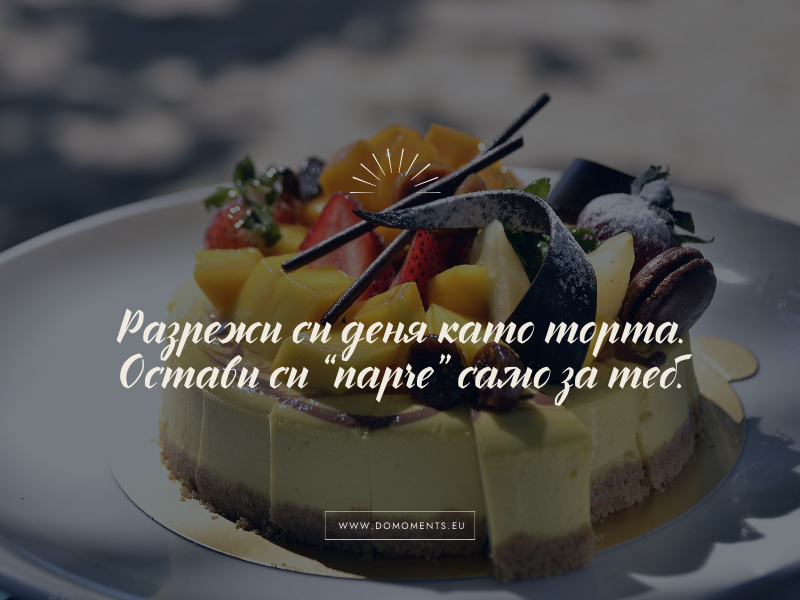 Разрежи си деня като торта.
Остави си “парче” само за теб.
WWW.DOMOMENTS.EU